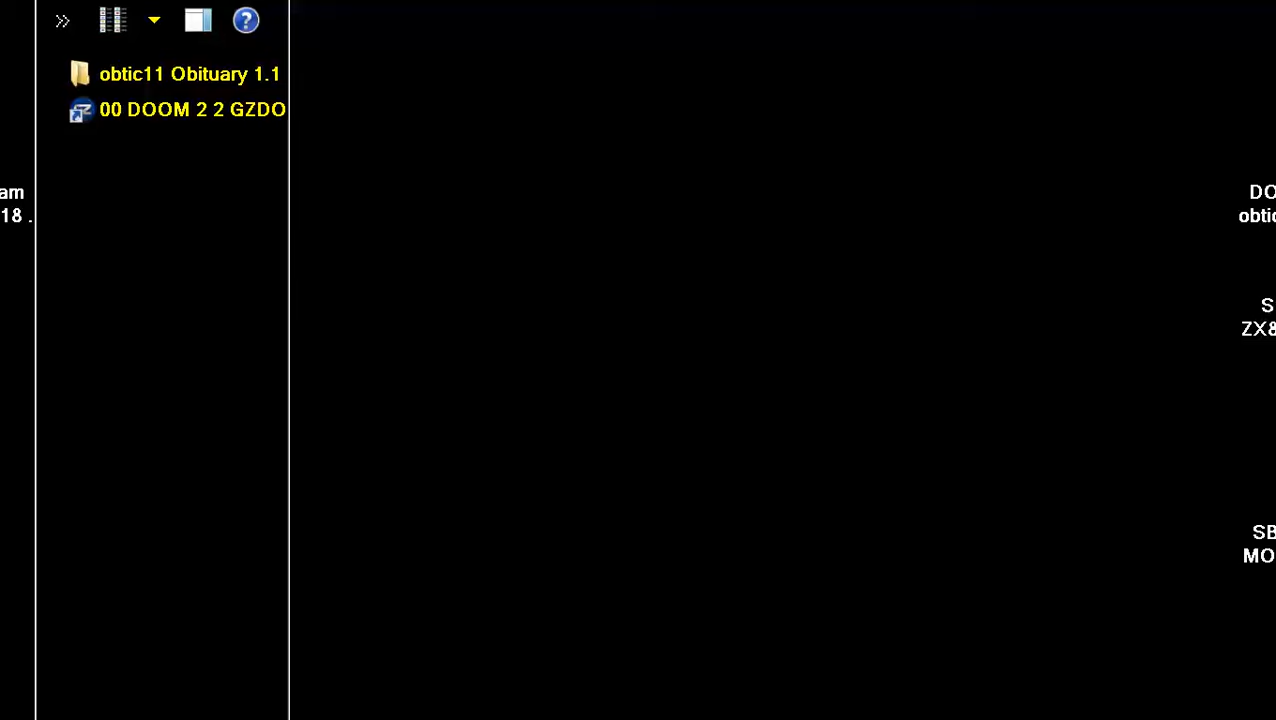 obtic11 Obituary 1.1
00 DOOM 2 2 GZDO
am
18 .
DO
obtic
S
ZX8
SB
MO